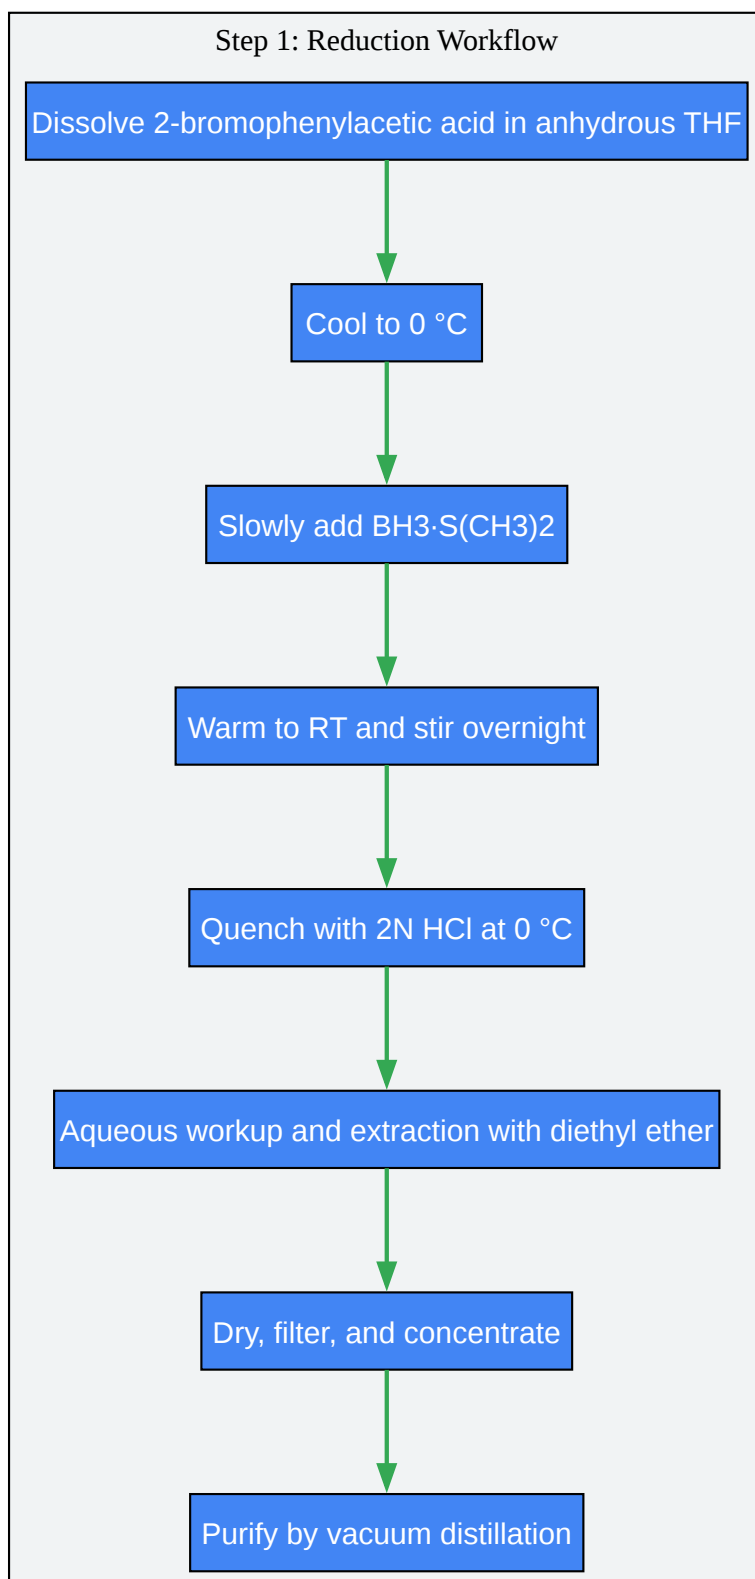 Step 1: Reduction Workflow
Dissolve 2-bromophenylacetic acid in anhydrous THF
Cool to 0 °C
Slowly add BH3·S(CH3)2
Warm to RT and stir overnight
Quench with 2N HCl at 0 °C
Aqueous workup and extraction with diethyl ether
Dry, filter, and concentrate
Purify by vacuum distillation